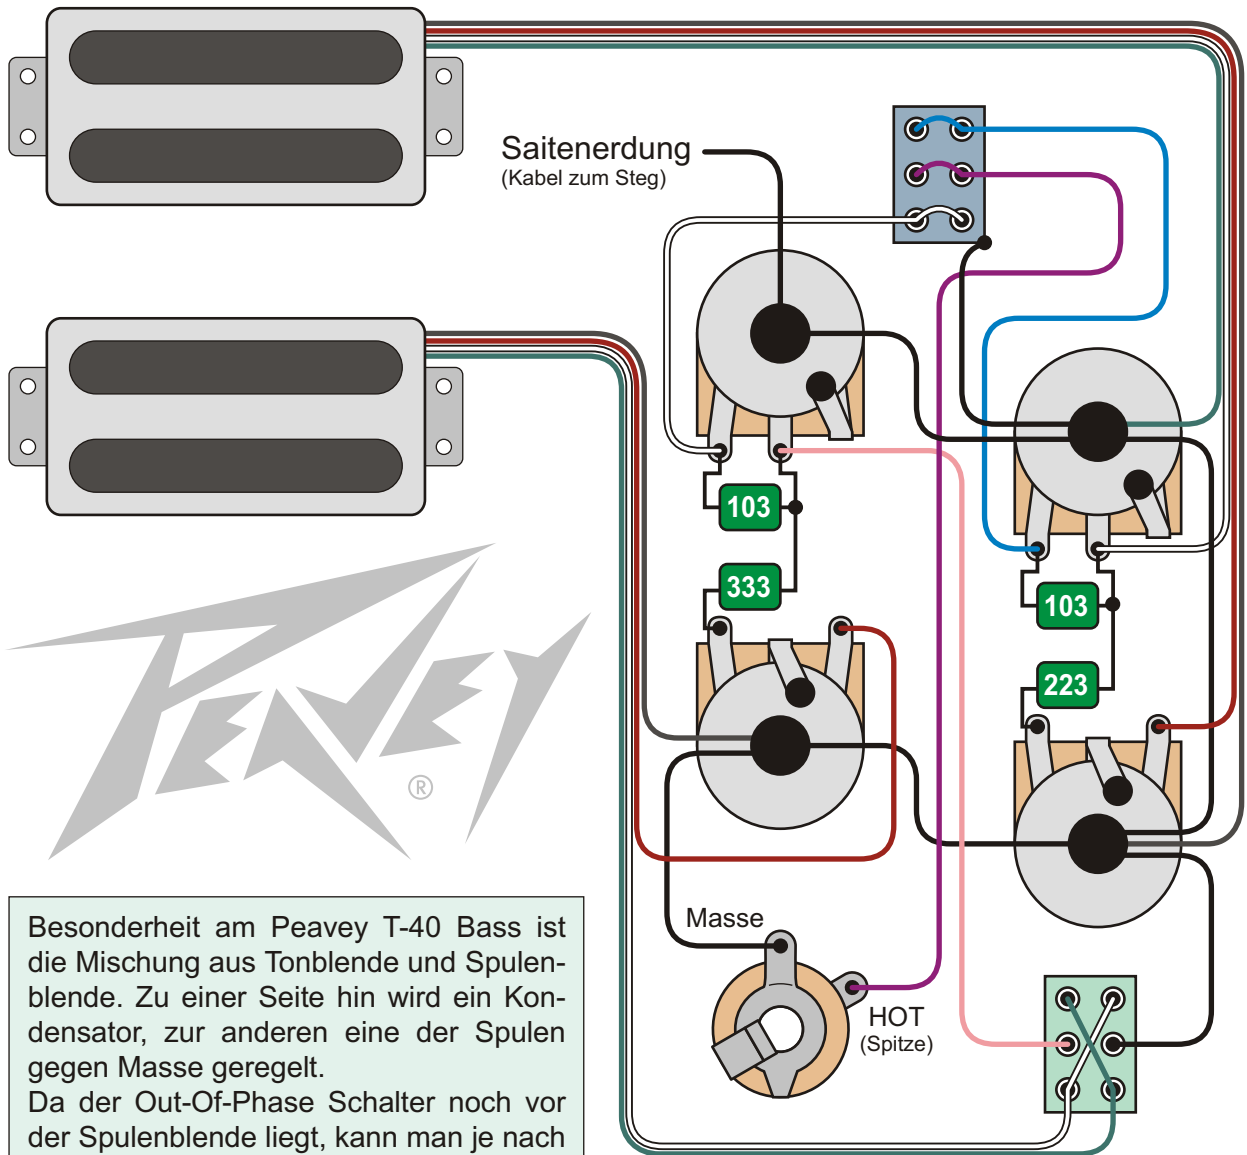 Saitenerdung
(Kabel zum Steg)
103
333
103
223
PEAVEY
®
Masse
HOT
(Spitze)
Besonderheit am Peavey T-40 Bass ist
die Mischung aus Tonblende und Spulen-
blende. Zu einer Seite hin wird ein Kon-
densator, zur anderen eine der Spulen
gegen Masse geregelt.
Da der Out-Of-Phase Schalter noch vor
der Spulenblende liegt, kann man je nach